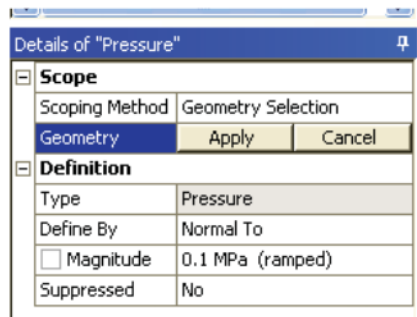 Details of "Pressure"
Scope
Scoping Method Geometry Selection
Geometry Apply Cancel
Definition
Type Pressure
Define By Normal To
Magnitude 0.1 MPa (ramped)
Suppressed No